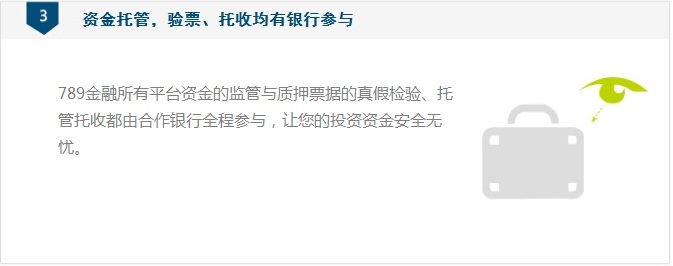 3
资金托管，验票、托收均有银行参与
789金融所有平台资金的监管与质押票据的真假检验、托
管托收都由合作银行全程参与，让您的投资资金安全无
忧。